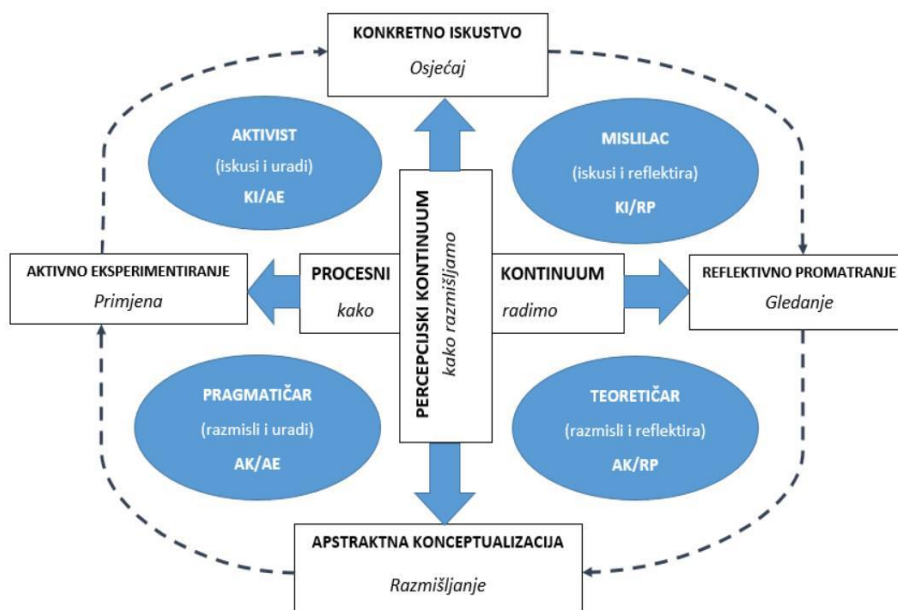 KONKRETNO ISKUSTVO
Osjećaj
AKTIVIST
(iskusi i uradi)
KI/AE
MISLILAC
(iskusi i reflektira)
KI/RP
AKTIVNO EKSPERIMENTIRANJE
Primjena
PROCESNI
kako
PERCEPCIJSKI KONTINUUM
kako razmišljamo
KONTINUUM
radimo
REFLEKTIVNO PROMATRANJE
Gledanje
PRAGMATIČAR
(razmisli i uradi)
AK/AE
TEORETIČAR
(razmisli i reflektira)
AK/RP
APSTRAKTNA KONCEPTUALIZACIJA
Razmišljanje